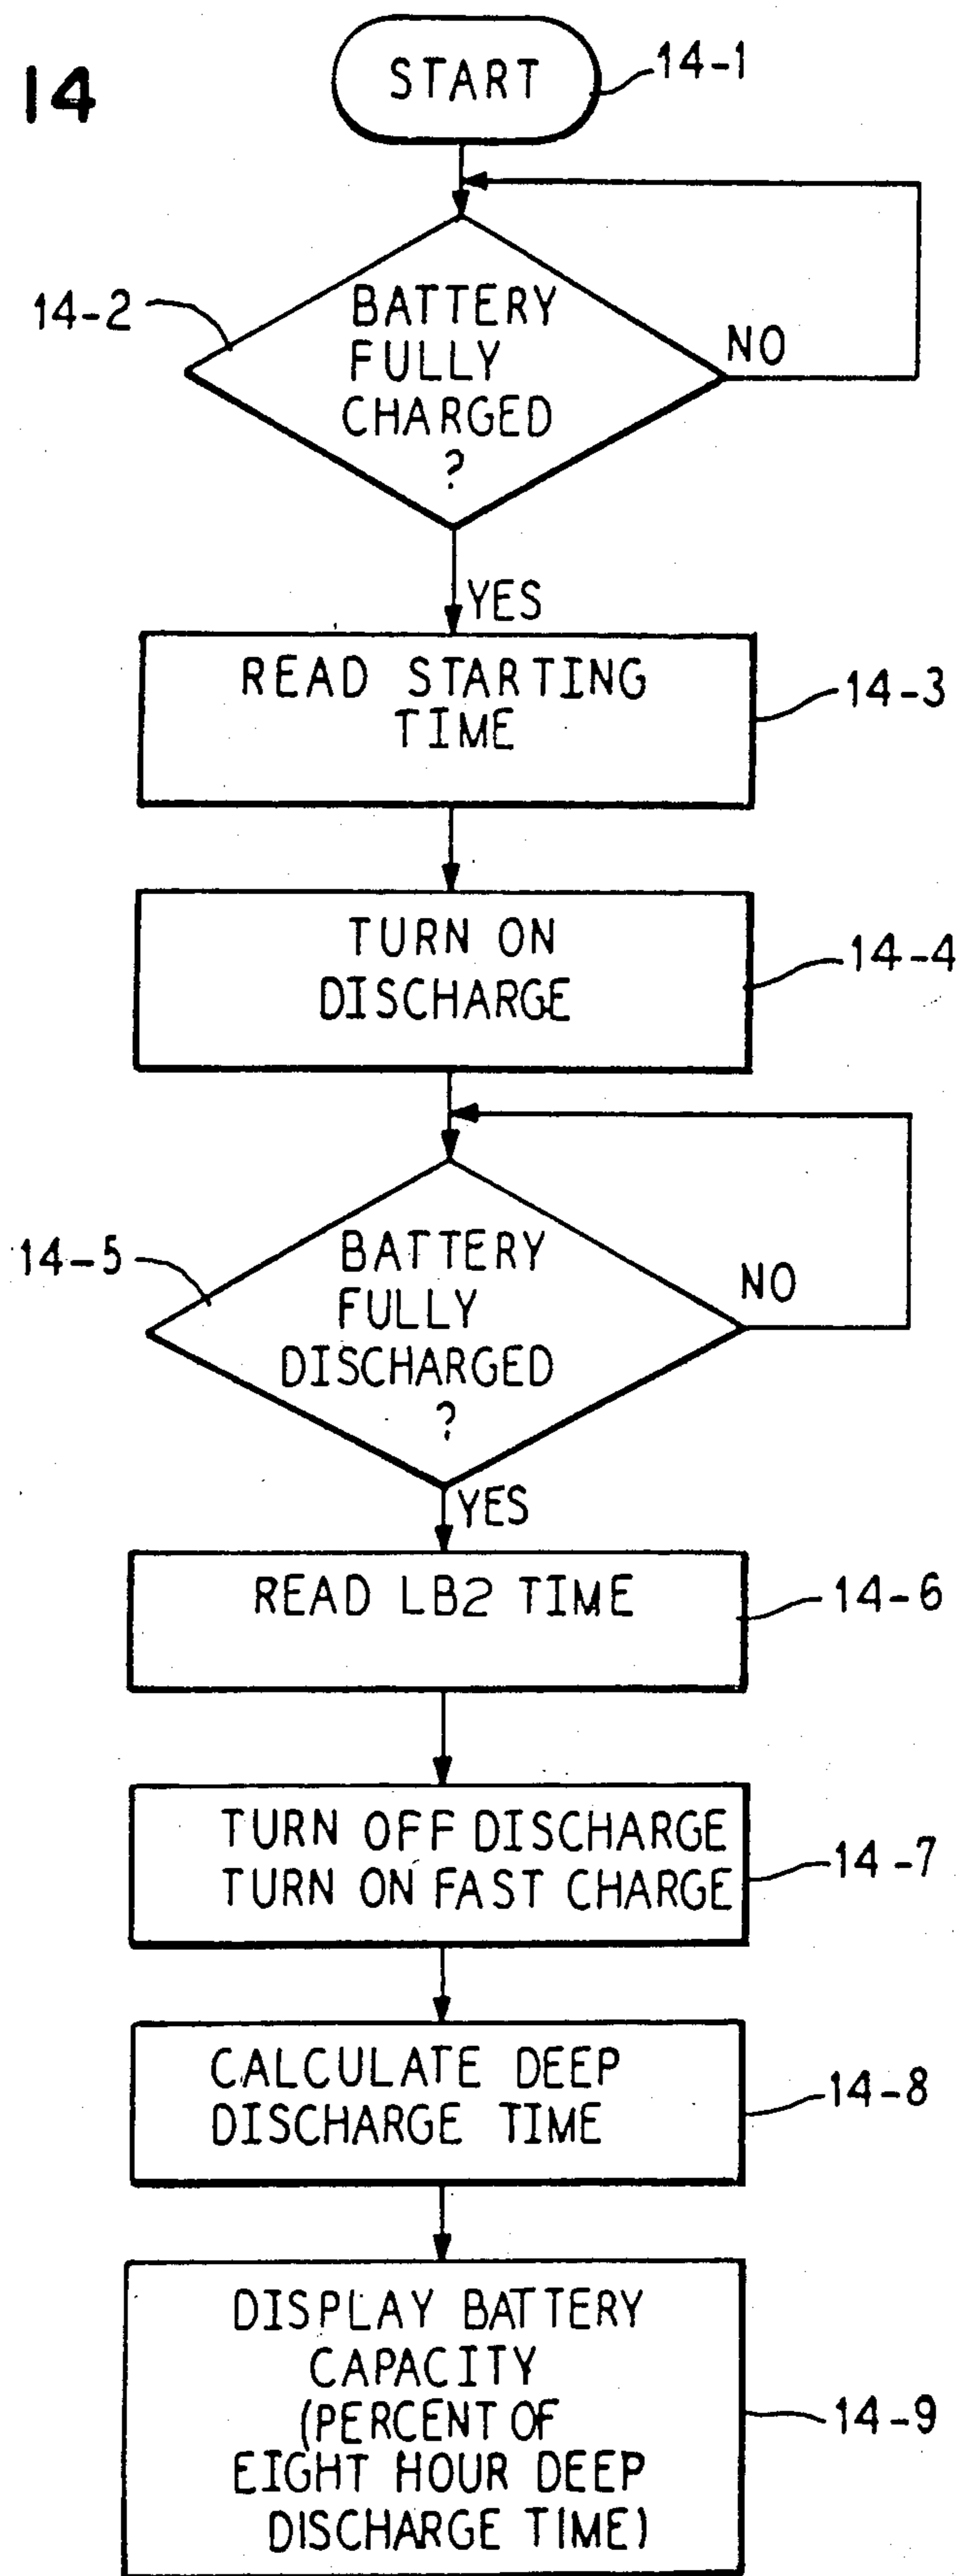 14
START
14-1
14-2
BATTERY
FULLY
CHARGED
?
NO
YES
READ STARTING
TIME
14-3
TURN ON
DISCHARGE
14-4
14-5
BATTERY
FULLY
DISCHARGED
?
NO
YES
READ LB2 TIME
14-6
TURN OFF DISCHARGE
TURN ON FAST CHARGE
14-7
CALCULATE DEEP
DISCHARGE TIME
14-8
DISPLAY BATTERY
CAPACITY
(PERCENT OF
EIGHT HOUR DEEP
DISCHARGE TIME)
14-9